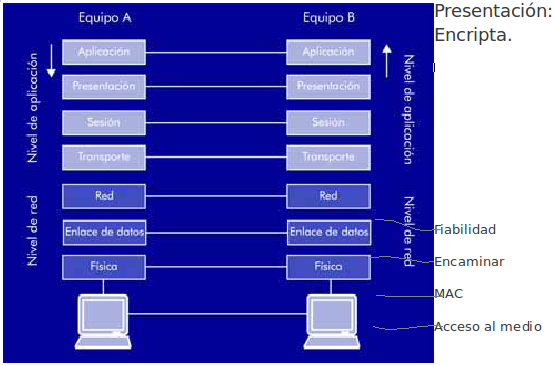 Equipo A
Equipo B
Presentación:
Encripta.
Aplicación
Aplicación
Presentación
Presentación
Sesión
Sesión
Transporte
Transporte
Nivel de aplicación
Nivel de aplicación
Red
Red
Enlace de datos
Enlace de datos
Física
Física
Nivel de red
Nivel de red
Fiabilidad
Encaminar
MAC
Acceso al medio